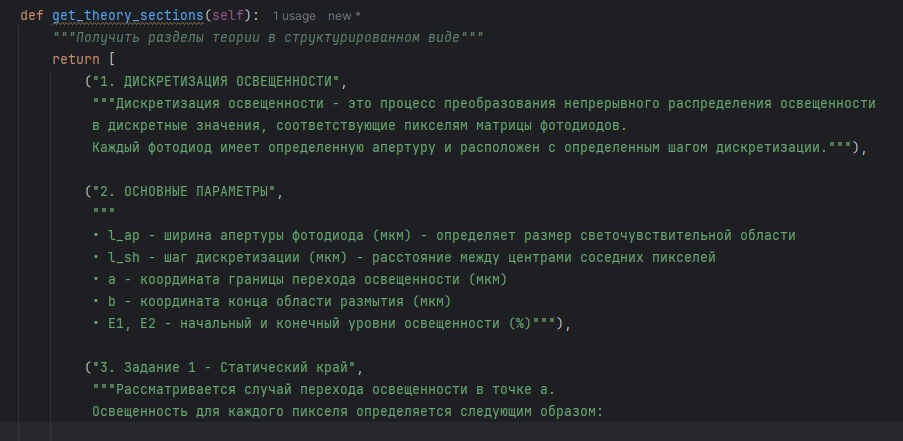 def get_theory_sections(self): 1 usage new *
"""Получить разделы теории в структурированном виде"""
return [
("1. ДИСКРЕТИЗАЦИЯ ОСВЕЩЕННОСТИ",
"""Дискретизация освещенности - это процесс преобразования непрерывного распределения освещенности
в дискретные значения, соответствующие пикселям матрицы фотодиодов.
Каждый фотодиод имеет определенную апертуру и расположен с определенным шагом дискретизации."""),
("2. ОСНОВНЫЕ ПАРАМЕТРЫ",
"""
• l_ap - ширина апертуры фотодиода (мкм) - определяет размер светочувствительной области
• l_sh - шаг дискретизации (мкм) - расстояние между центрами соседних пикселей
• a - координата границы перехода освещенности (мкм)
• b - координата конца области размытия (мкм)
• E1, E2 - начальный и конечный уровни освещенности (%)"""),
("3. Задание 1 - Статический край",
"""Рассматривается случай перехода освещенности в точке a.
Освещенность для каждого пикселя определяется следующим образом: